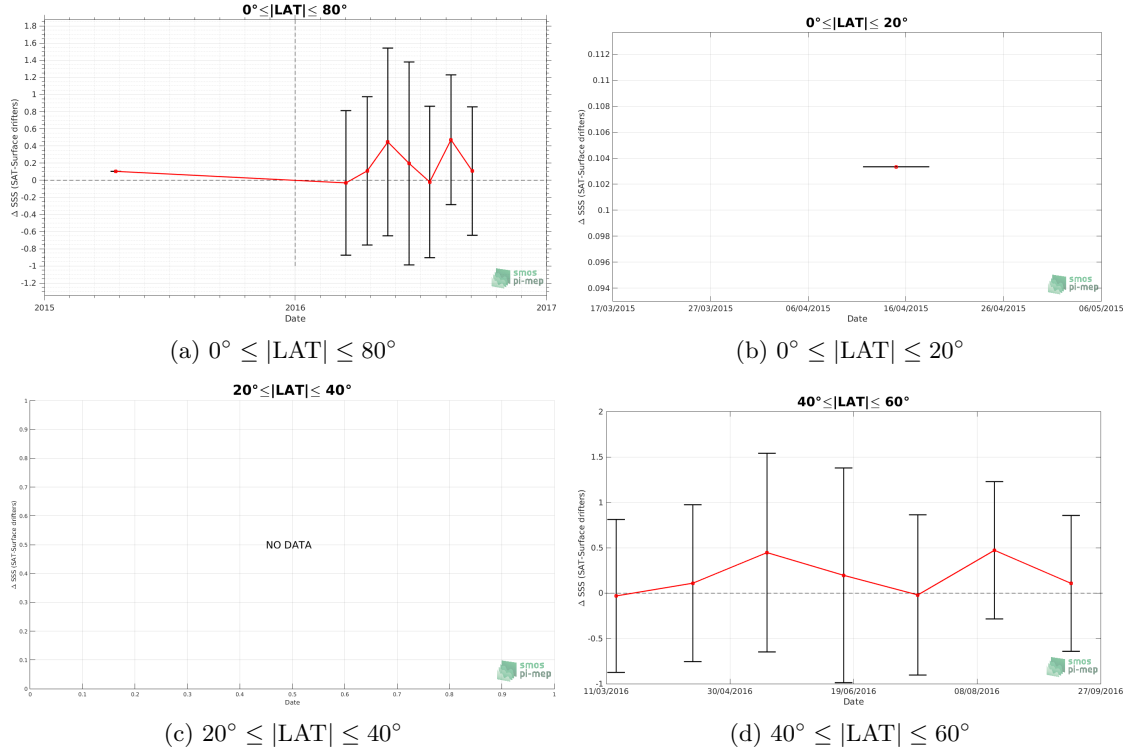 0°≤|LAT|≤ 80°
1.8
1.6
1.4
1.2
1
0.8
0.6
0.4
0.2
0
-0.2
-0.4
-0.6
-0.8
-1
-1.2
Δ SSS (SAT-Surface drifters)
2015
2016
2017
Date
smos
pi-mep
(a) 0° ≤ |LAT| ≤ 80°
0°≤|LAT|≤ 20°
0.112
0.11
0.108
0.106
0.104
0.102
0.1
0.098
0.096
0.094
Δ SSS (SAT-Surface drifters)
17/03/2015
27/03/2015
06/04/2015
16/04/2015
26/04/2015
06/05/2015
Date
smos
pi-mep
(b) 0° ≤ |LAT| ≤ 20°
20°≤|LAT|≤ 40°
1
0.9
0.8
0.7
0.6
0.5
0.4
0.3
0.2
0.1
0
Δ SSS (SAT-Surface drifters)
NO DATA
0
0.1
0.2
0.3
0.4
0.5
0.6
0.7
0.8
0.9
1
Date
smos
pi-mep
(c) 20° ≤ |LAT| ≤ 40°
40°≤|LAT|≤ 60°
2
1.5
1
0.5
0
-0.5
-1
Δ SSS (SAT-Surface drifters)
11/03/2016
30/04/2016
19/06/2016
08/08/2016
27/09/2016
Date
smos
pi-mep
(d) 40° ≤ |LAT| ≤ 60°